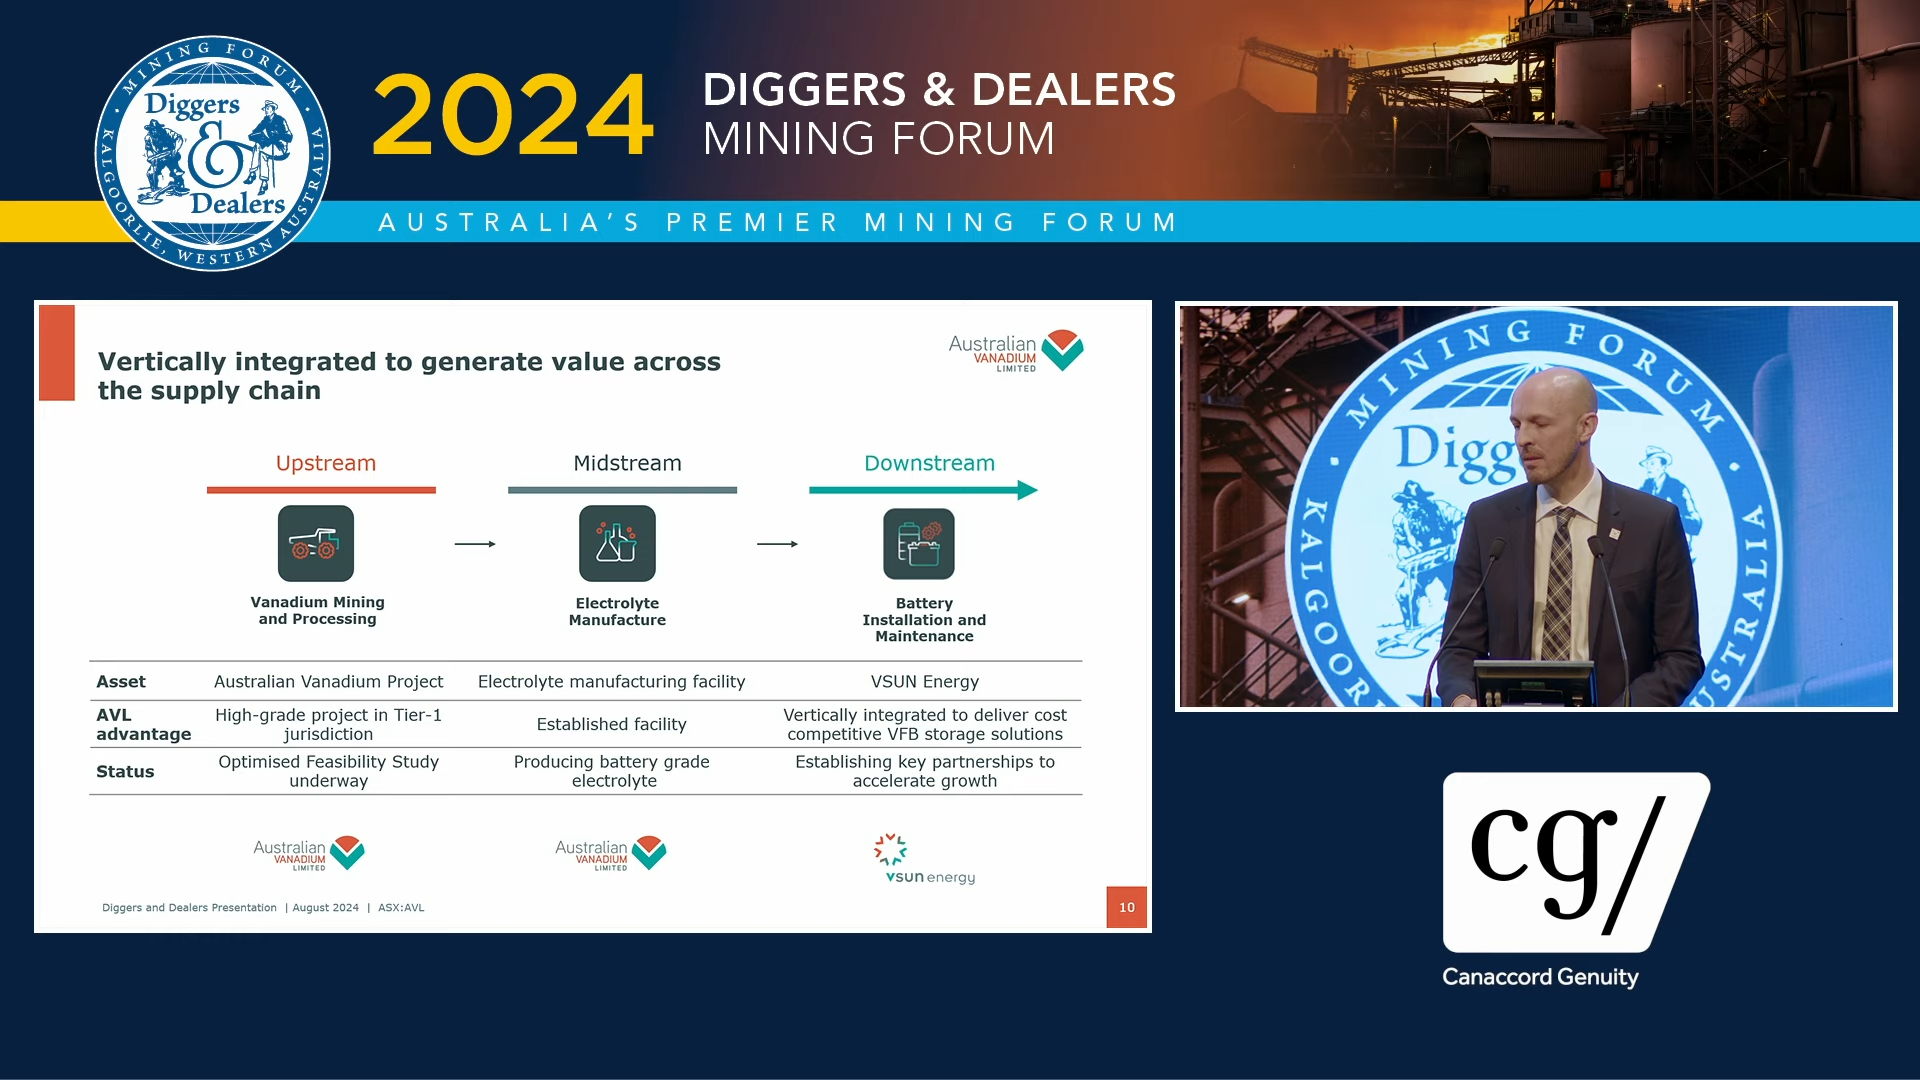 MINING FORUM
Diggers
&
Dealers
KALGOORLIE, WESTERN AUSTRALIA
2024
DIGGERS & DEALERS
MINING FORUM
AUSTRALIA'S PREMIER MINING FORUM
Vertically integrated to generate value across
the supply chain
Australian
VANADIUM
LIMITED
Upstream
Midstream
Downstream
Vanadium Mining
and Processing
Electrolyte
Manufacture
Battery
Installation and
Maintenance
Asset
Australian Vanadium Project
Electrolyte manufacturing facility
VSUN Energy
AVL
advantage
High-grade project in Tier-1
jurisdiction
Established facility
Vertically integrated to deliver cost
competitive VFB storage solutions
Status
Optimised Feasibility Study
underway
Producing battery grade
electrolyte
Establishing key partnerships to
accelerate growth
Australian
VANADIUM
LIMITED
Australian
VANADIUM
LIMITED
vsun energy
Diggers and Dealers Presentation | August 2024 | ASX:AVL
10
MINING FORUM
Digg
KALGOOR
USTRALIA
cg/
Canaccord Genuity